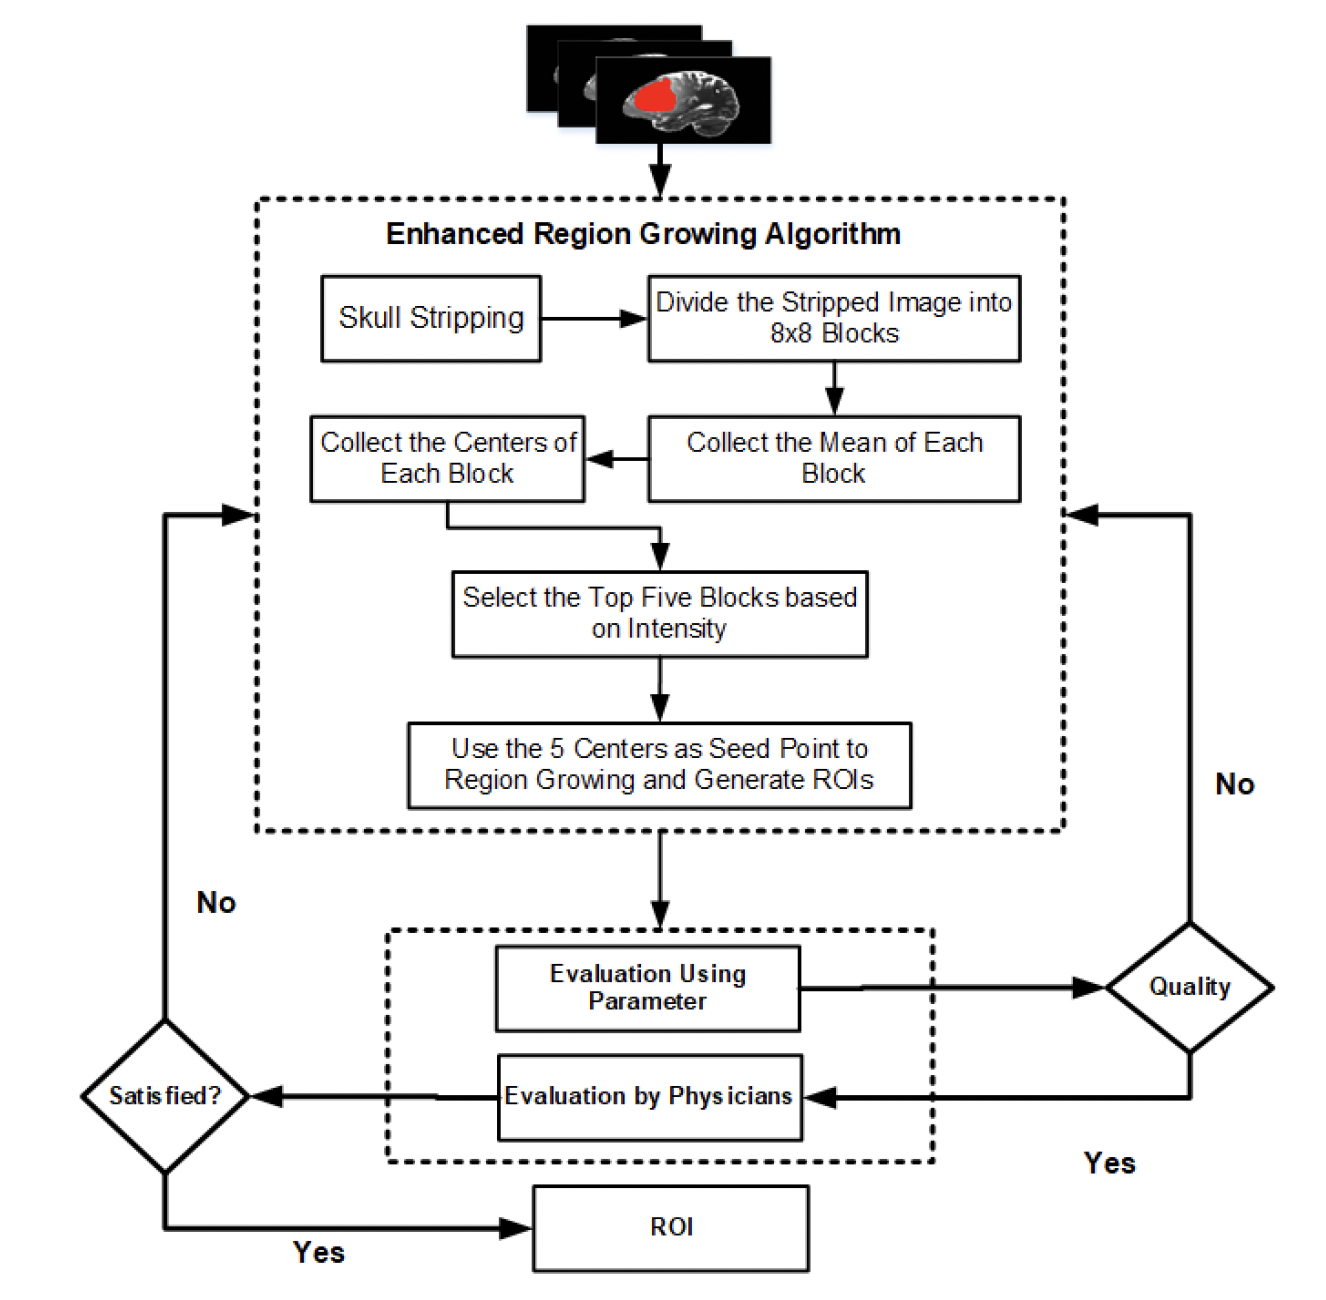 Enhanced Region Growing Algorithm
Skull Stripping
Divide the Stripped Image into
8x8 Blocks
Collect the Centers of
Each Block
Collect the Mean of Each
Block
Select the Top Five Blocks based
on Intensity
Use the 5 Centers as Seed Point to
Region Growing and Generate ROIs
No
No
Evaluation Using
Parameter
Quality
Satisfied?
Evaluation by Physicians
Yes
ROI
Yes